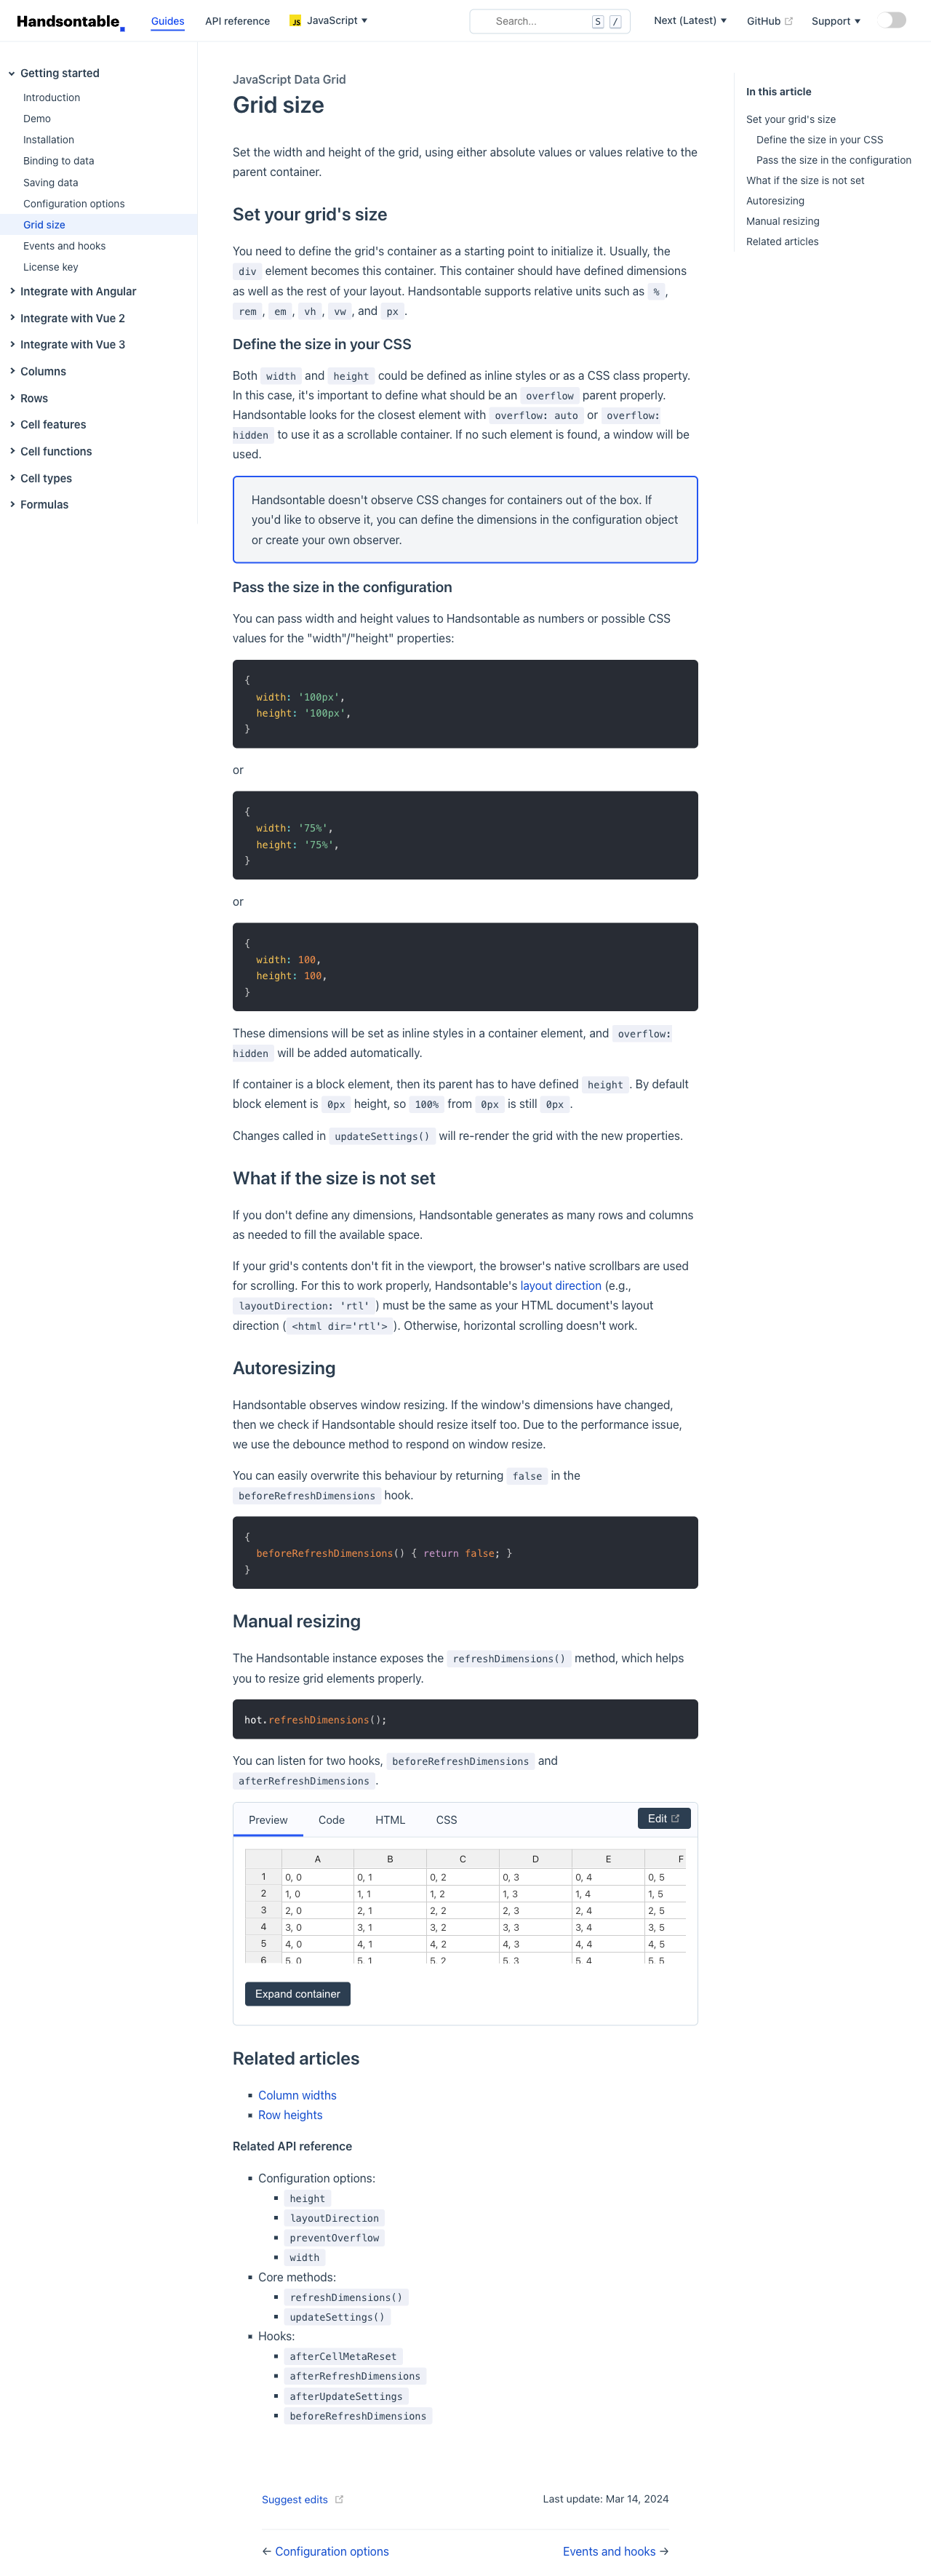 Handsontable
Guides
API reference
JS JavaScript
Search...
S /
Next (Latest)
GitHub
Support
Getting started
Introduction
Demo
Installation
Binding to data
Saving data
Configuration options
Grid size
Events and hooks
License key
Integrate with Angular
Integrate with Vue 2
Integrate with Vue 3
Columns
Rows
Cell features
Cell functions
Cell types
Formulas
JavaScript Data Grid
Grid size
Set the width and height of the grid, using either absolute values or values relative to the
parent container.
Set your grid's size
You need to define the grid's container as a starting point to initialize it. Usually, the
div element becomes this container. This container should have defined dimensions
as well as the rest of your layout. Handsontable supports relative units such as % ,
rem , em , vh , vw , and px .
Define the size in your CSS
Both width and height could be defined as inline styles or as a CSS class property.
In this case, it's important to define what should be an overflow parent properly.
Handsontable looks for the closest element with overflow: auto or overflow:
hidden to use it as a scrollable container. If no such element is found, a window will be
used.
Handsontable doesn't observe CSS changes for containers out of the box. If
you'd like to observe it, you can define the dimensions in the configuration object
or create your own observer.
Pass the size in the configuration
You can pass width and height values to Handsontable as numbers or possible CSS
values for the "width"/"height" properties:
{
width: '100px',
height: '100px',
}
or
{
width: '75%',
height: '75%',
}
or
{
width: 100,
height: 100,
}
These dimensions will be set as inline styles in a container element, and overflow:
hidden will be added automatically.
If container is a block element, then its parent has to have defined height . By default
block element is 0px height, so 100% from 0px is still 0px .
Changes called in updateSettings() will re-render the grid with the new properties.
What if the size is not set
If you don't define any dimensions, Handsontable generates as many rows and columns
as needed to fill the available space.
If your grid's contents don't fit in the viewport, the browser's native scrollbars are used
for scrolling. For this to work properly, Handsontable's layout direction (e.g.,
layoutDirection: 'rtl' ) must be the same as your HTML document's layout
direction ( <html dir='rtl'> ). Otherwise, horizontal scrolling doesn't work.
Autoresizing
Handsontable observes window resizing. If the window's dimensions have changed,
then we check if Handsontable should resize itself too. Due to the performance issue,
we use the debounce method to respond on window resize.
You can easily overwrite this behaviour by returning false in the
beforeRefreshDimensions hook.
{
beforeRefreshDimensions() { return false; }
}
Manual resizing
The Handsontable instance exposes the refreshDimensions() method, which helps
you to resize grid elements properly.
hot.refreshDimensions();
You can listen for two hooks, beforeRefreshDimensions and
afterRefreshDimensions .
Preview Code HTML CSS Edit
A B C D E F
1 0, 0 0, 1 0, 2 0, 3 0, 4 0, 5
2 1, 0 1, 1 1, 2 1, 3 1, 4 1, 5
3 2, 0 2, 1 2, 2 2, 3 2, 4 2, 5
4 3, 0 3, 1 3, 2 3, 3 3, 4 3, 5
5 4, 0 4, 1 4, 2 4, 3 4, 4 4, 5
6 5, 0 5, 1 5, 2 5, 3 5, 4 5, 5
Expand container
Related articles
Column widths
Row heights
Related API reference
Configuration options:
height
layoutDirection
preventOverflow
width
Core methods:
refreshDimensions()
updateSettings()
Hooks:
afterCellMetaReset
afterRefreshDimensions
afterUpdateSettings
beforeRefreshDimensions
Suggest edits
Last update: Mar 14, 2024
← Configuration options
Events and hooks →
In this article
Set your grid's size
Define the size in your CSS
Pass the size in the configuration
What if the size is not set
Autoresizing
Manual resizing
Related articles